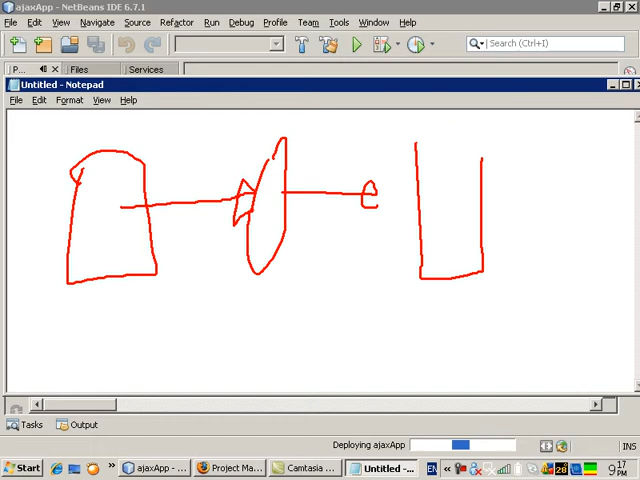 ajaxApp - NetBeans IDE 6.7.1
File Edit View Navigate Source Refactor Run Debug Profile Team Tools Window Help
Search (Ctrl+I)
P... Files Services
Untitled - Notepad
File Edit Format View Help
e
Tasks Output
Deploying ajaxApp INS
Start » ajaxApp - ... Project Ma... Camtasia ... Untitled -... EN « 28 9:17 PM